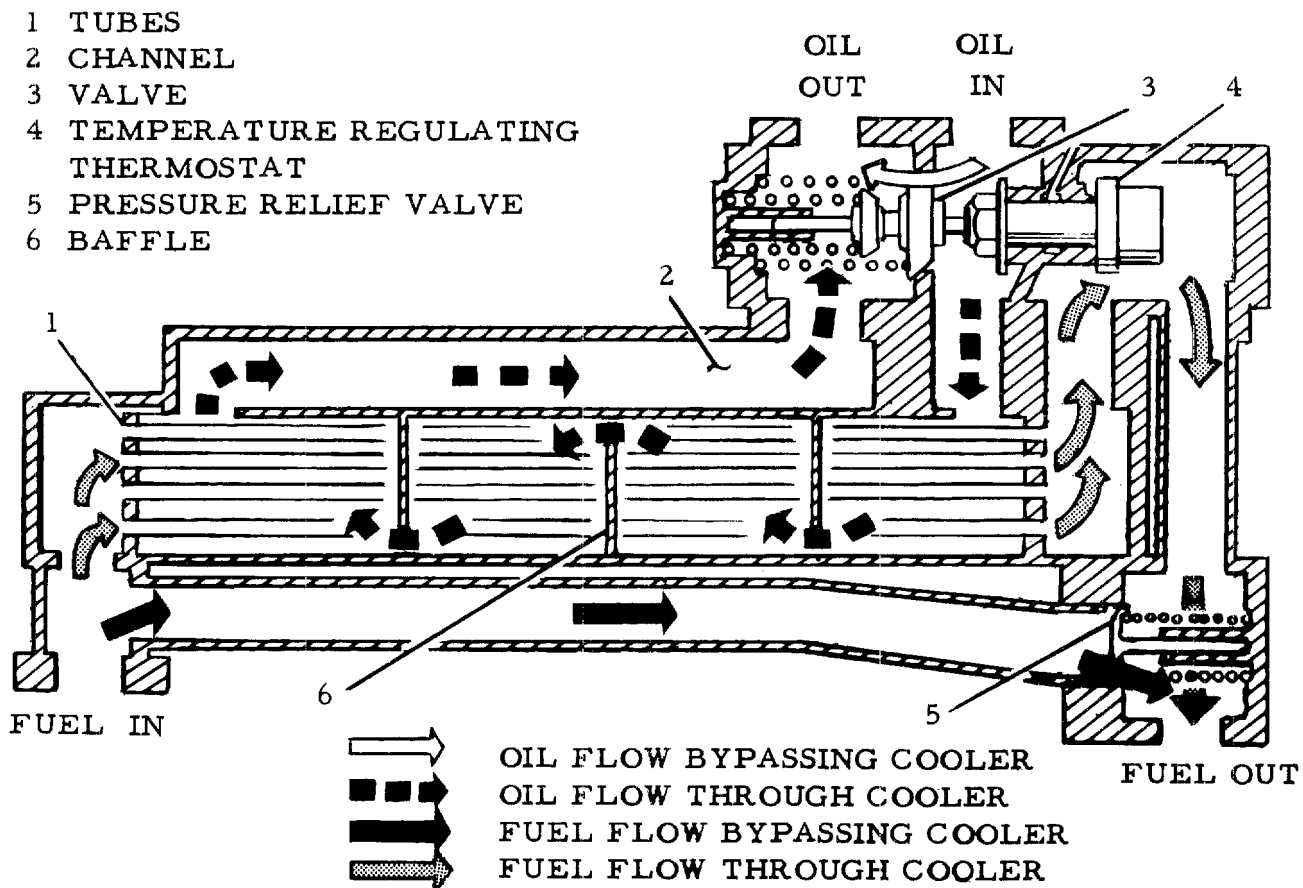 1 TUBES
2 CHANNEL
3 VALVE
4 TEMPERATURE REGULATING
THERMOSTAT
5 PRESSURE RELIEF VALVE
6 BAFFLE
OIL
OUT
OIL
IN
3
4
2
1
6
5
FUEL IN
FUEL OUT
OIL FLOW BYPASSING COOLER
OIL FLOW THROUGH COOLER
FUEL FLOW BYPASSING COOLER
FUEL FLOW THROUGH COOLER